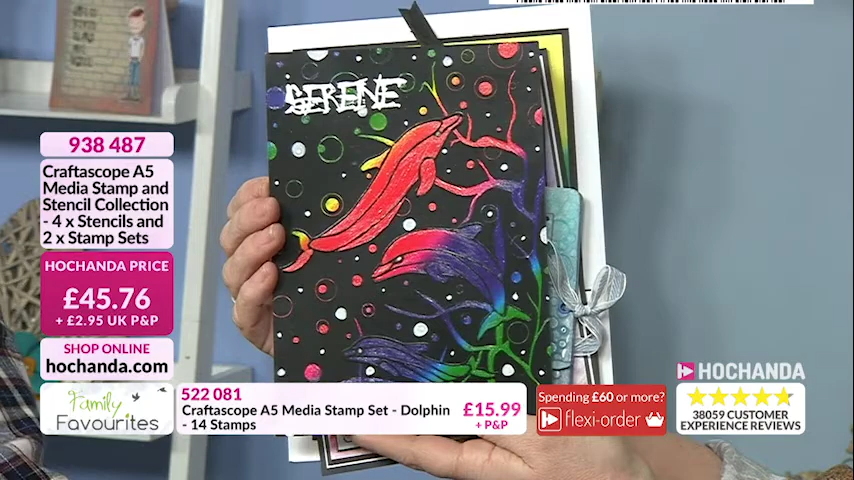 SERENE
938 487
Craftascope A5
Media Stamp and
Stencil Collection
- 4 x Stencils and
2 x Stamp Sets
HOCHANDA PRICE
£45.76
+ £2.95 UK P&P
SHOP ONLINE
hochanda.com
Family
Favourites
522 081
Craftascope A5 Media Stamp Set - Dolphin
- 14 Stamps
£15.99
+ P&P
Spending £60 or more?
flexi-order
HOCHANDA
38059 CUSTOMER
EXPERIENCE REVIEWS